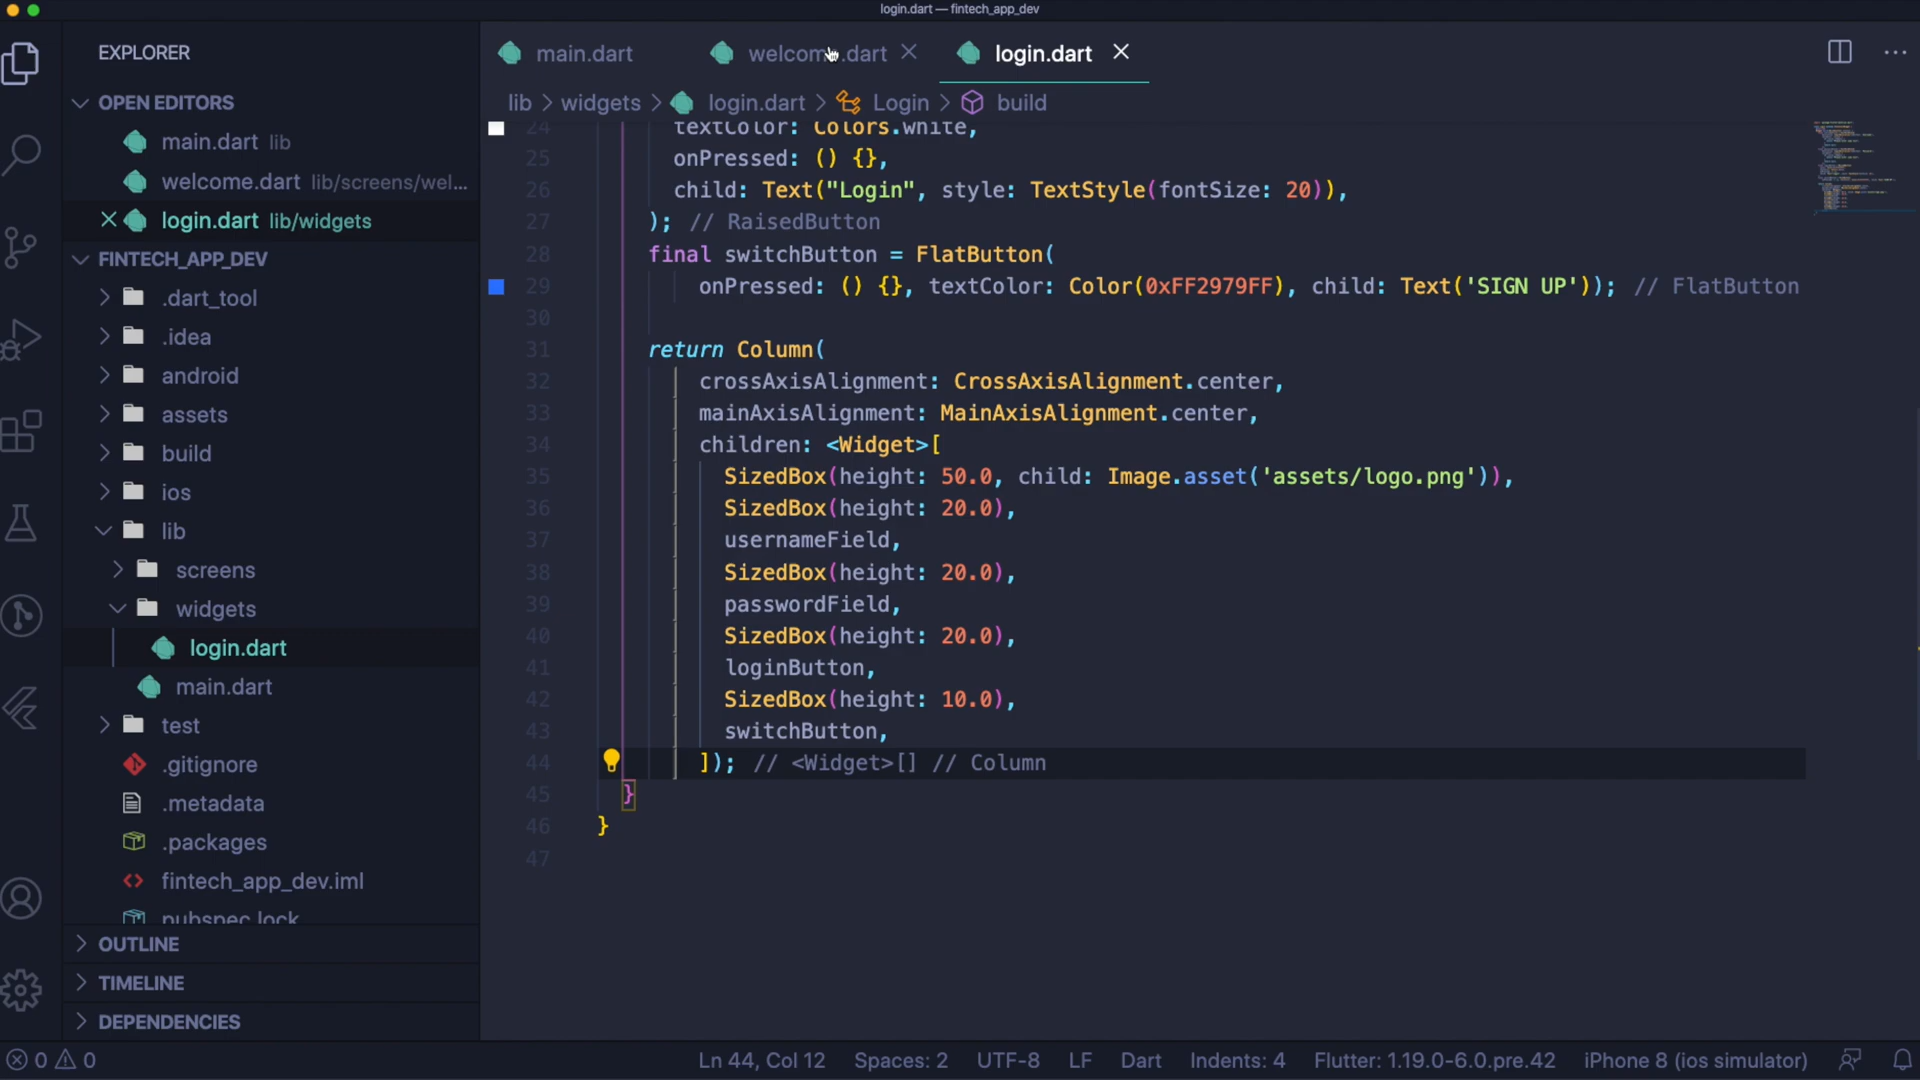 login.dart — fintech_app_dev
EXPLORER
OPEN EDITORS
main.dart lib
welcome.dart lib/screens/wel...
login.dart lib/widgets
FINTECH_APP_DEV
.dart_tool
.idea
android
assets
build
ios
lib
screens
widgets
login.dart
main.dart
test
.gitignore
.metadata
.packages
fintech_app_dev.iml
pubspec.lock
OUTLINE
TIMELINE
DEPENDENCIES
main.dart welcome.dart login.dart
lib > widgets > login.dart > Login > build
24 textColor: Colors.white,
25 onPressed: () {},
26 child: Text("Login", style: TextStyle(fontSize: 20)),
27 ); // RaisedButton
28 final switchButton = FlatButton(
29 onPressed: () {}, textColor: Color(0xFF2979FF), child: Text('SIGN UP')); // FlatButton
30
31 return Column(
32 crossAxisAlignment: CrossAxisAlignment.center,
33 mainAxisAlignment: MainAxisAlignment.center,
34 children: <Widget>[
35 SizedBox(height: 50.0, child: Image.asset('assets/logo.png')),
36 SizedBox(height: 20.0),
37 usernameField,
38 SizedBox(height: 20.0),
39 passwordField,
40 SizedBox(height: 20.0),
41 loginButton,
42 SizedBox(height: 10.0),
43 switchButton,
44 ]); // <Widget>[] // Column
45 }
46 }
47
0 0 Ln 44, Col 12 Spaces: 2 UTF-8 LF Dart Indents: 4 Flutter: 1.19.0-6.0.pre.42 iPhone 8 (ios simulator)